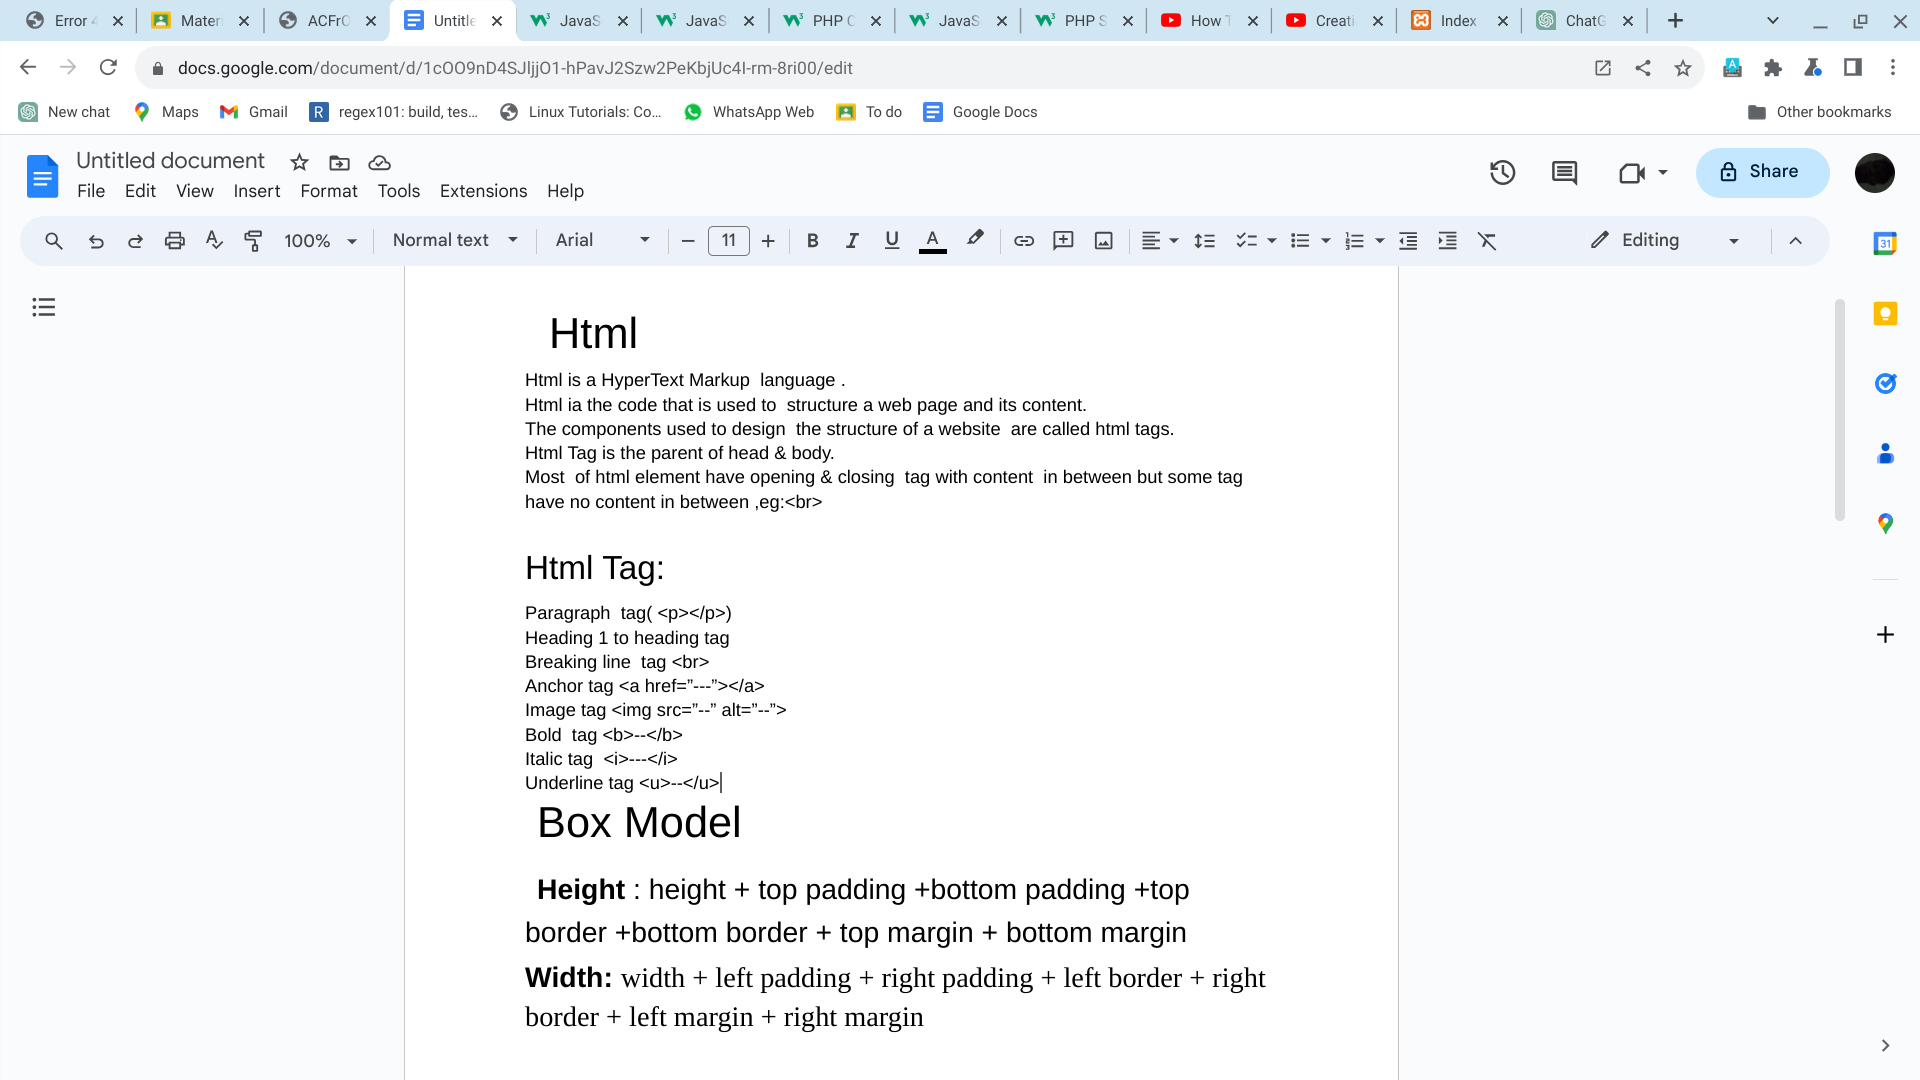 Error 4
Materi
ACFrO
Untitle
JavaS
JavaS
PHP C
JavaS
PHP S
How T
Creati
Index
ChatG
docs.google.com/document/d/1cOO9nD4SJljjO1-hPavJ2Szw2PeKbjUc4I-rm-8ri00/edit
New chat
Maps
Gmail
R regex101: build, tes...
Linux Tutorials: Co...
WhatsApp Web
To do
Google Docs
Other bookmarks
Untitled document
File Edit View Insert Format Tools Extensions Help
Share
100% Normal text Arial 11 B I U A Editing
31
Html
Html is a HyperText Markup  language .
Html ia the code that is used to  structure a web page and its content.
The components used to design  the structure of a website  are called html tags.
Html Tag is the parent of head & body.
Most  of html element have opening & closing  tag with content  in between but some tag
have no content in between ,eg:<br>
Html Tag:
Paragraph  tag( <p></p>)
Heading 1 to heading tag
Breaking line  tag <br>
Anchor tag <a href=”---”></a>
Image tag <img src=”--” alt=”--”>
Bold  tag <b>--</b>
Italic tag  <i>---</i>
Underline tag <u>--</u>
Box Model
Height : height + top padding +bottom padding +top
border +bottom border + top margin + bottom margin
Width: width + left padding + right padding + left border + right
border + left margin + right margin